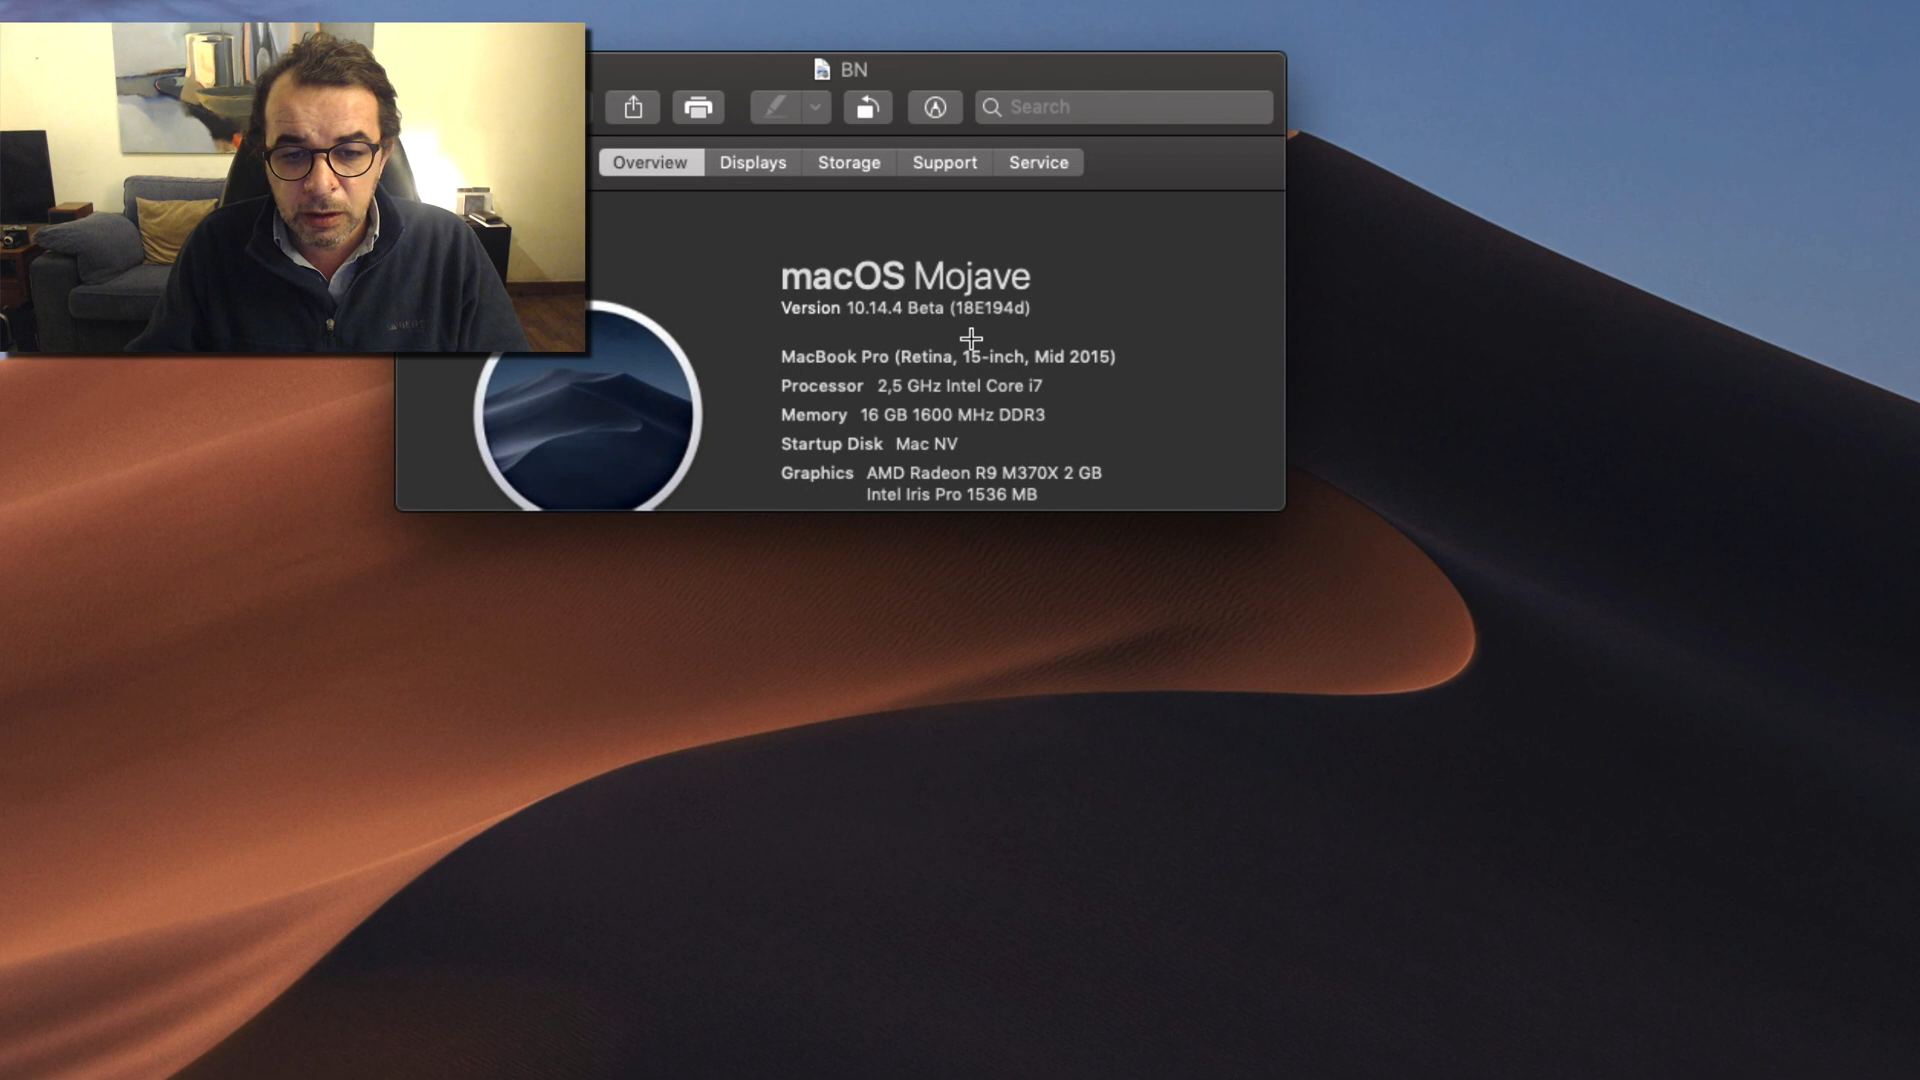 BN
Search
Overview Displays Storage Support Service
macOS Mojave
Version 10.14.4 Beta (18E194d)
MacBook Pro (Retina, 15-inch, Mid 2015)
Processor 2,5 GHz Intel Core i7
Memory 16 GB 1600 MHz DDR3
Startup Disk Mac NV
Graphics AMD Radeon R9 M370X 2 GB
Intel Iris Pro 1536 MB